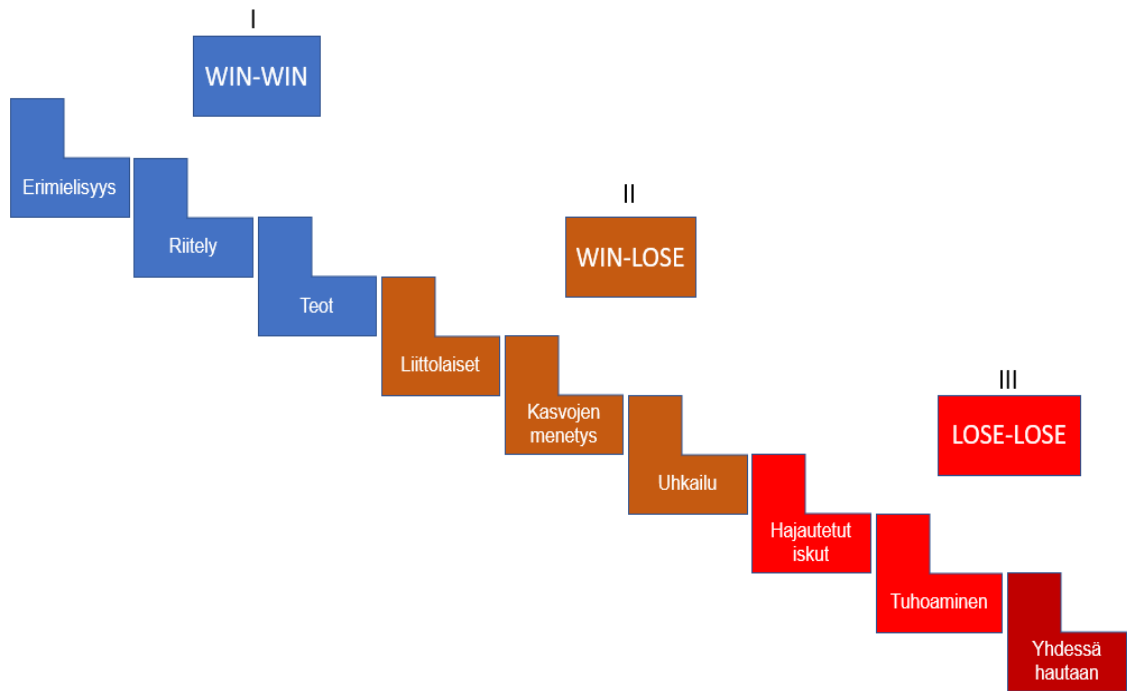 I
WIN-WIN
Erimielisyys
Riitely
Teot
II
WIN-LOSE
Liittolaiset
Kasvojen
menetys
Uhkailu
III
LOSE-LOSE
Hajautetut
iskut
Tuhoaminen
Yhdessä
hautaan